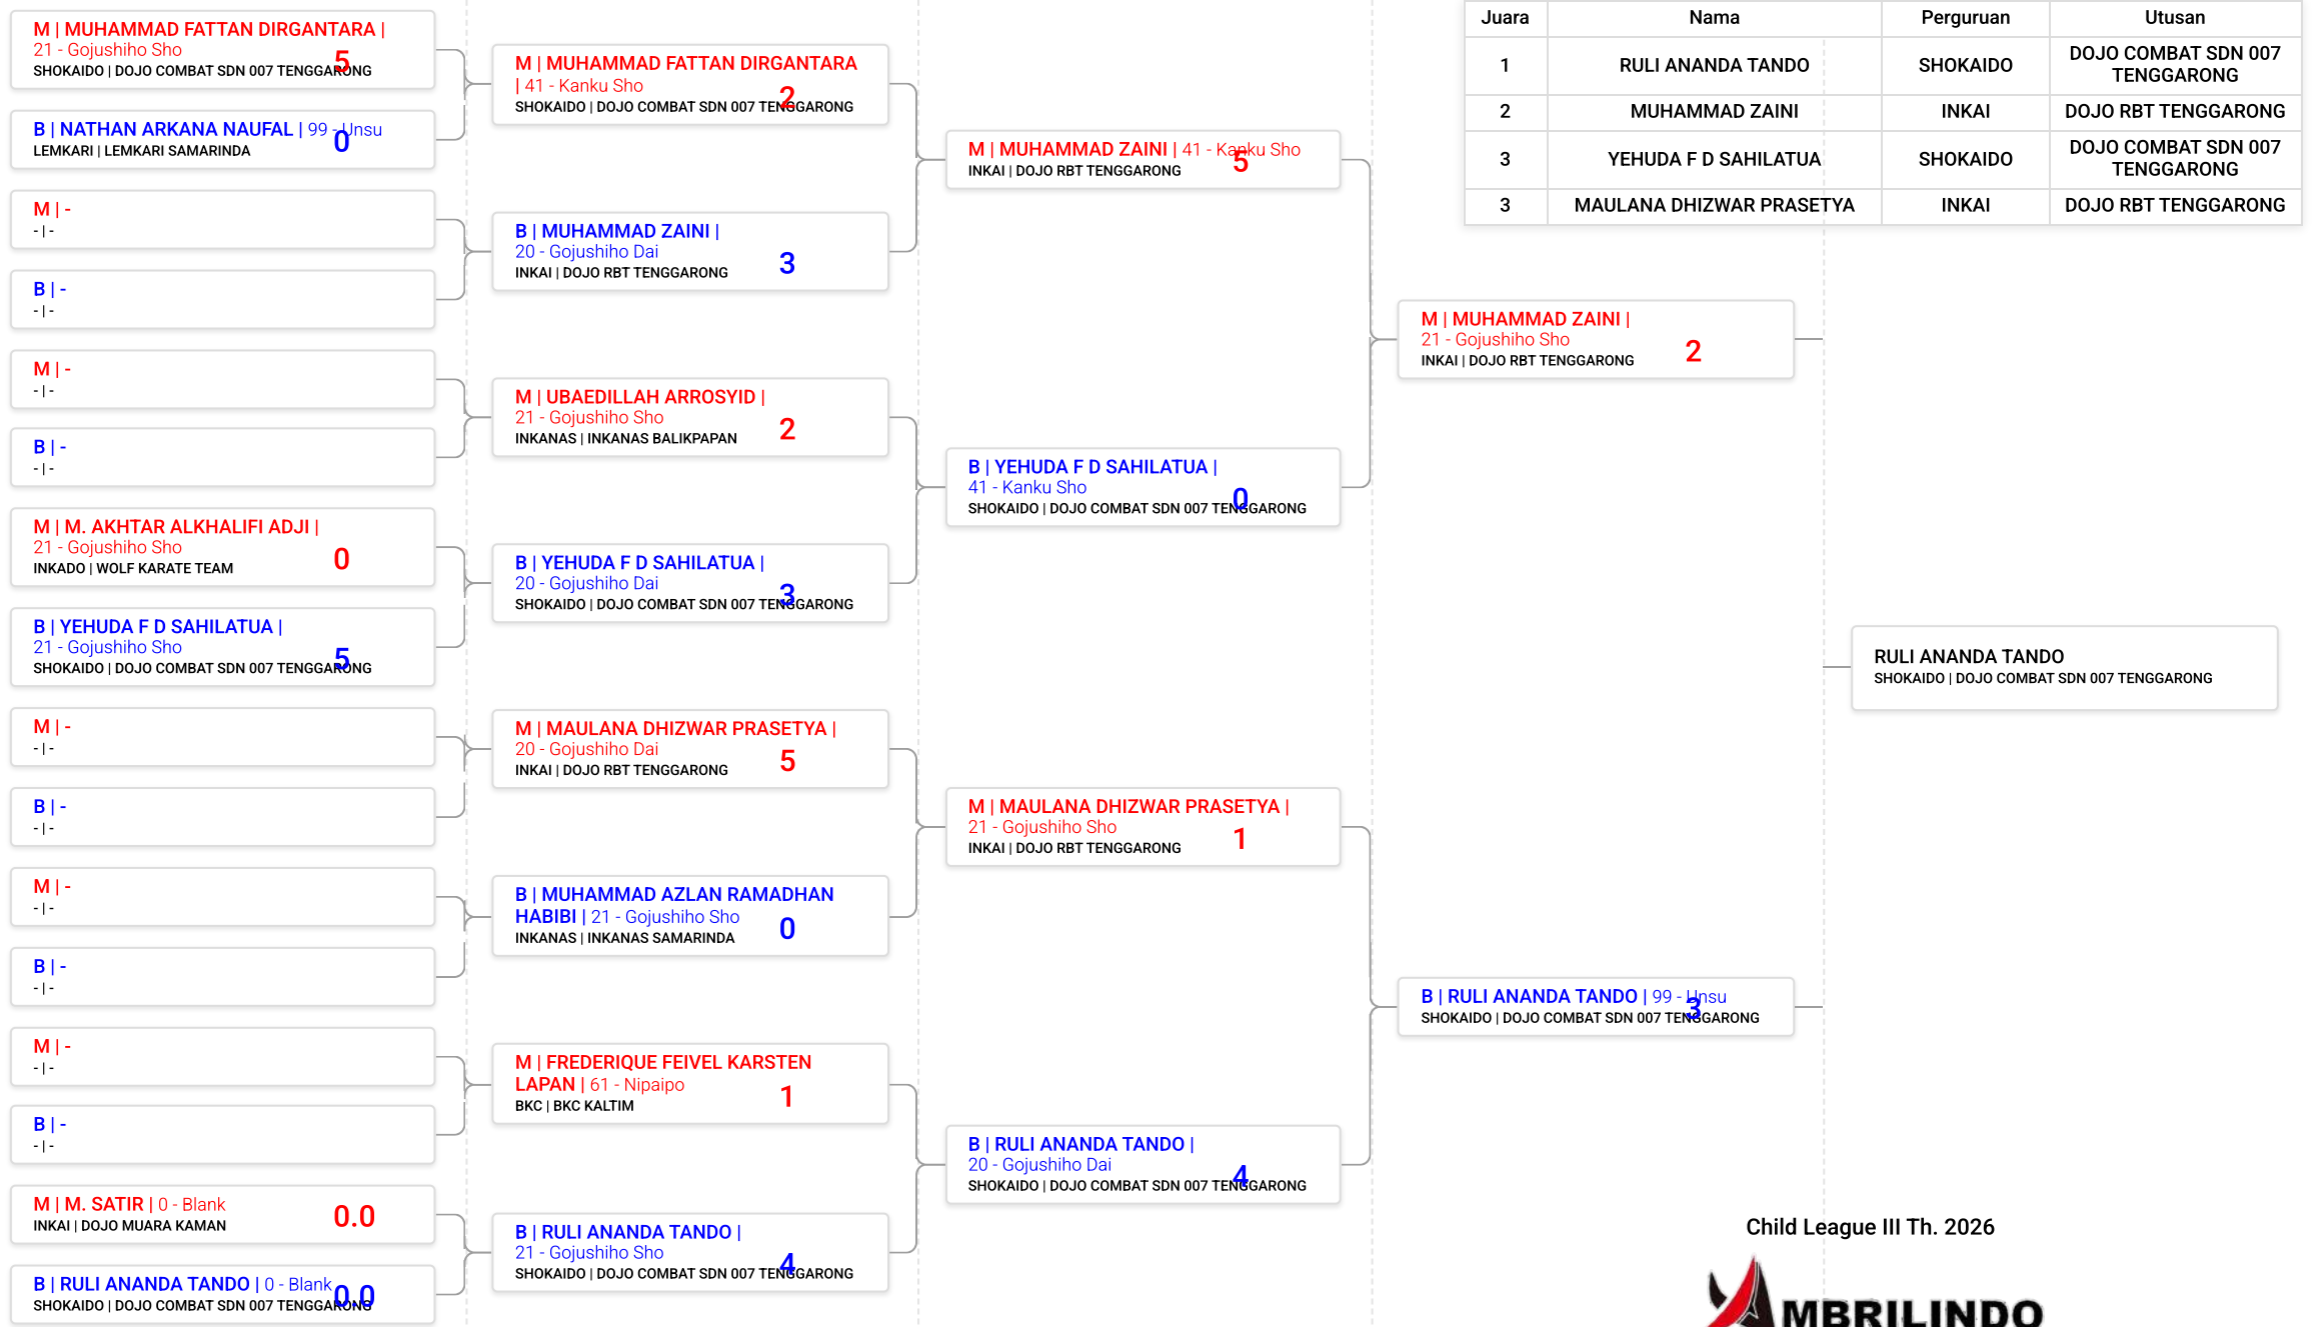 M | MUHAMMAD FATTAN DIRGANTARA |
21 - Gojushiho Sho
5
SHOKAIDO | DOJO COMBAT SDN 007 TENGGARONG
B | NATHAN ARKANA NAUFAL | 99 - Unsu
0
LEMKARI | LEMKARI SAMARINDA
M | -
- | -
B | -
- | -
M | -
- | -
B | -
- | -
M | M. AKHTAR ALKHALIFI ADJI |
21 - Gojushiho Sho
0
INKADO | WOLF KARATE TEAM
B | YEHUDA F D SAHILATUA |
21 - Gojushiho Sho
5
SHOKAIDO | DOJO COMBAT SDN 007 TENGGARONG
M | -
- | -
B | -
- | -
M | -
- | -
B | -
- | -
M | -
- | -
B | -
- | -
M | M. SATIR | 0 - Blank
0.0
INKAI | DOJO MUARA KAMAN
B | RULI ANANDA TANDO | 0 - Blank
0.0
SHOKAIDO | DOJO COMBAT SDN 007 TENGGARONG
M | MUHAMMAD FATTAN DIRGANTARA
| 41 - Kanku Sho
2
SHOKAIDO | DOJO COMBAT SDN 007 TENGGARONG
B | MUHAMMAD ZAINI |
20 - Gojushiho Dai
3
INKAI | DOJO RBT TENGGARONG
M | UBAEDILLAH ARROSYID |
21 - Gojushiho Sho
2
INKANAS | INKANAS BALIKPAPAN
B | YEHUDA F D SAHILATUA |
20 - Gojushiho Dai
3
SHOKAIDO | DOJO COMBAT SDN 007 TENGGARONG
M | MAULANA DHIZWAR PRASETYA |
20 - Gojushiho Dai
5
INKAI | DOJO RBT TENGGARONG
B | MUHAMMAD AZLAN RAMADHAN
HABIBI | 21 - Gojushiho Sho
0
INKANAS | INKANAS SAMARINDA
M | FREDERIQUE FEIVEL KARSTEN
LAPAN | 61 - Nipaipo
1
BKC | BKC KALTIM
B | RULI ANANDA TANDO |
21 - Gojushiho Sho
4
SHOKAIDO | DOJO COMBAT SDN 007 TENGGARONG
M | MUHAMMAD ZAINI | 41 - Kanku Sho
5
INKAI | DOJO RBT TENGGARONG
B | YEHUDA F D SAHILATUA |
41 - Kanku Sho
0
SHOKAIDO | DOJO COMBAT SDN 007 TENGGARONG
M | MAULANA DHIZWAR PRASETYA |
21 - Gojushiho Sho
1
INKAI | DOJO RBT TENGGARONG
B | RULI ANANDA TANDO |
20 - Gojushiho Dai
4
SHOKAIDO | DOJO COMBAT SDN 007 TENGGARONG
M | MUHAMMAD ZAINI |
21 - Gojushiho Sho
2
INKAI | DOJO RBT TENGGARONG
B | RULI ANANDA TANDO | 99 - Unsu
3
SHOKAIDO | DOJO COMBAT SDN 007 TENGGARONG
RULI ANANDA TANDO
SHOKAIDO | DOJO COMBAT SDN 007 TENGGARONG
Juara Nama Perguruan Utusan
1 RULI ANANDA TANDO SHOKAIDO DOJO COMBAT SDN 007
TENGGARONG
2 MUHAMMAD ZAINI INKAI DOJO RBT TENGGARONG
3 YEHUDA F D SAHILATUA SHOKAIDO DOJO COMBAT SDN 007
TENGGARONG
3 MAULANA DHIZWAR PRASETYA INKAI DOJO RBT TENGGARONG
Child League III Th. 2026
MBRILINDO